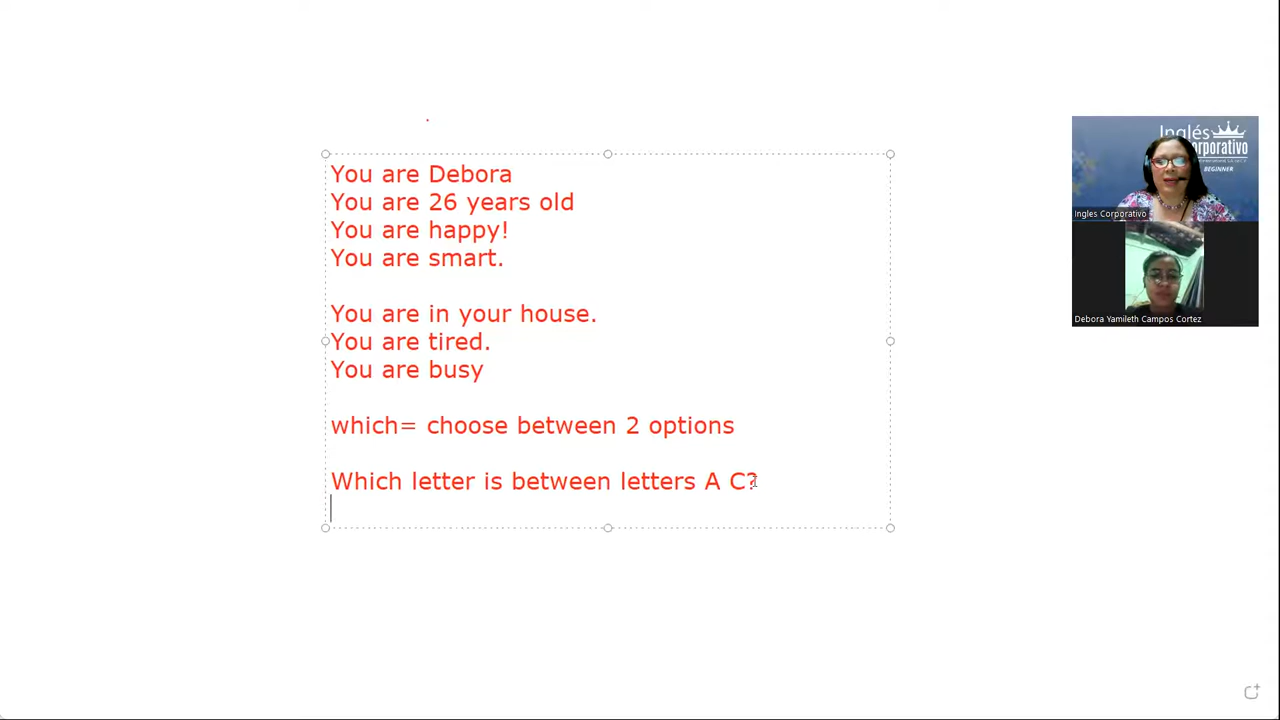 You are Debora
You are 26 years old
You are happy!
You are smart.
You are in your house.
You are tired.
You are busy
which= choose between 2 options
Which letter is between letters A C?
Inglés
BEGINNER
Ingles Corporativo
Debora Yamileth Campos Cortez